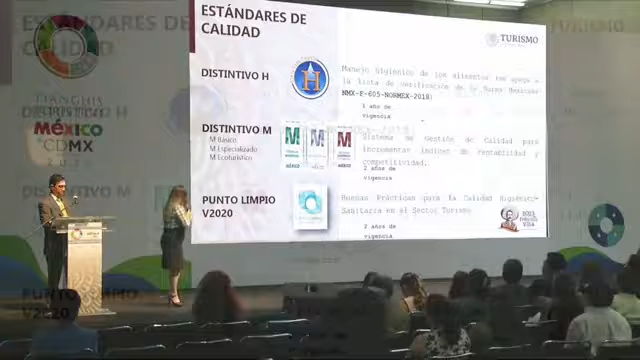 ESTÁNDARES DE
CALIDAD
TURISMO
DISTINTIVO H
H
Manejo Higiénico de los alimentos con apego a
la lista de verificación de la Norma Mexicana
NMX-F-605-NORMEX-2018)
1 año de
vigencia
DISTINTIVO M
M Básico
M Especializado
M Ecoturístico
M M M
Sistema de Gestión de Calidad para
incrementar índices de rentabilidad y
competitividad.
2 años de
vigencia
PUNTO LIMPIO
V2020
Buenas Prácticas para la Calidad Higiénico-
Sanitaria en el Sector Turismo
2 años de
vigencia
2023
VILLA
TIANGUIS
México
CDMX
DISTINTIVO M
V2020